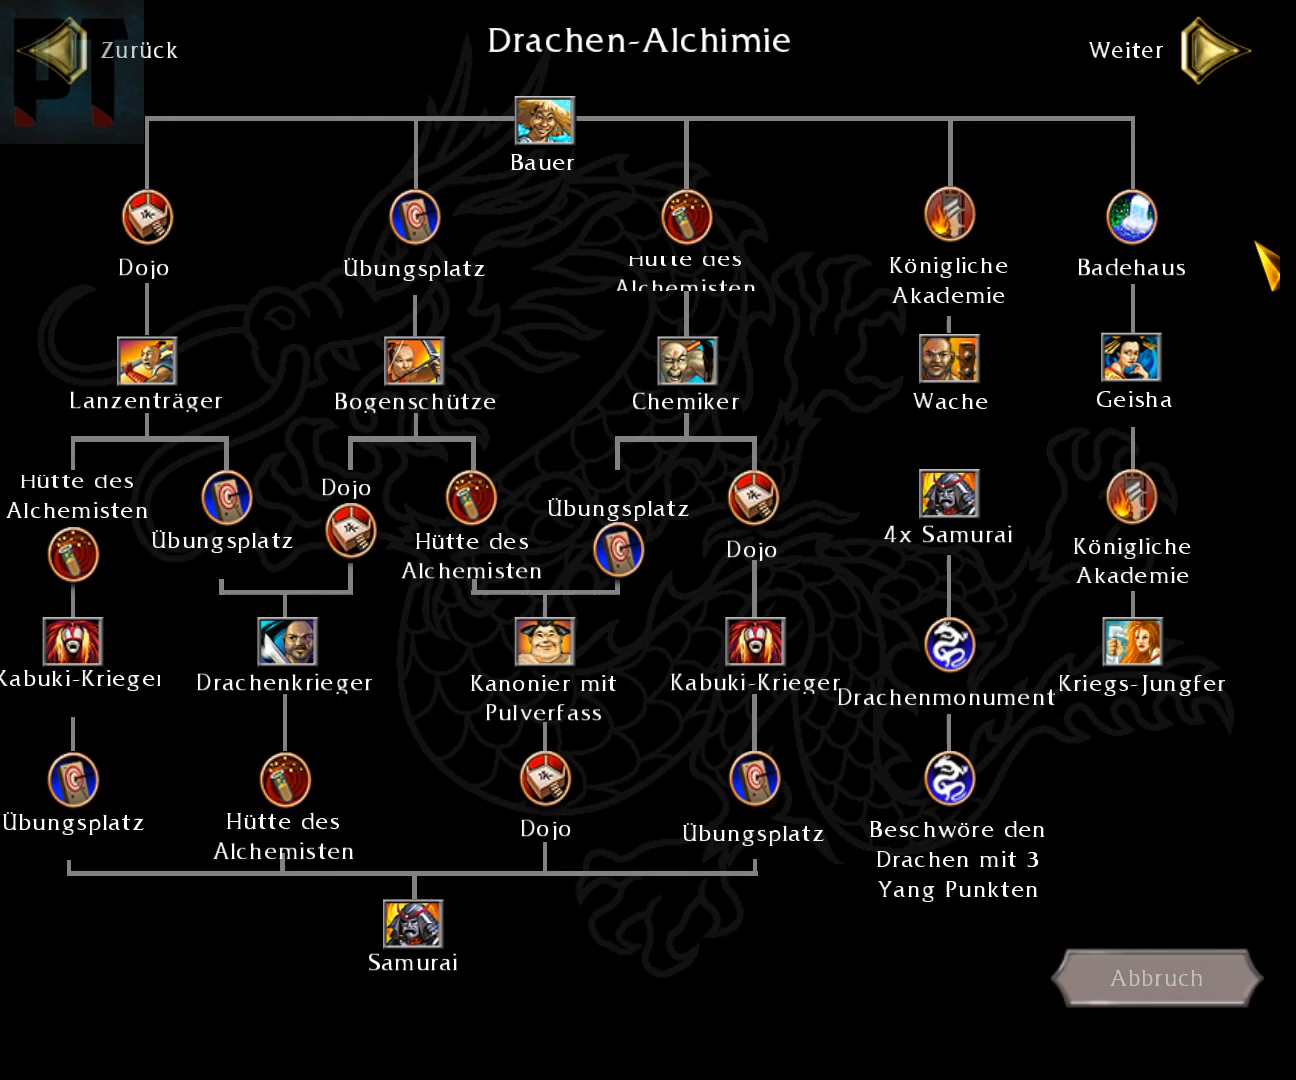 Drachen-Alchimie
Zurück
Weiter
PT
Bauer
Dojo
Übungsplatz
Hütte des
Alchemisten
Königliche
Akademie
Badehaus
Lanzenträger
Bogenschütze
Chemiker
Wache
Geisha
Hütte des
Alchemisten
Übungsplatz
Dojo
Hütte des
Alchemisten
Übungsplatz
Dojo
4x Samurai
Königliche
Akademie
Kabuki-Krieger
Drachenkrieger
Kanonier mit
Pulverfass
Kabuki-Krieger
Drachenmonument
Kriegs-Jungfer
Übungsplatz
Hütte des
Alchemisten
Dojo
Übungsplatz
Beschwöre den
Drachen mit 3
Yang Punkten
Samurai
Abbruch